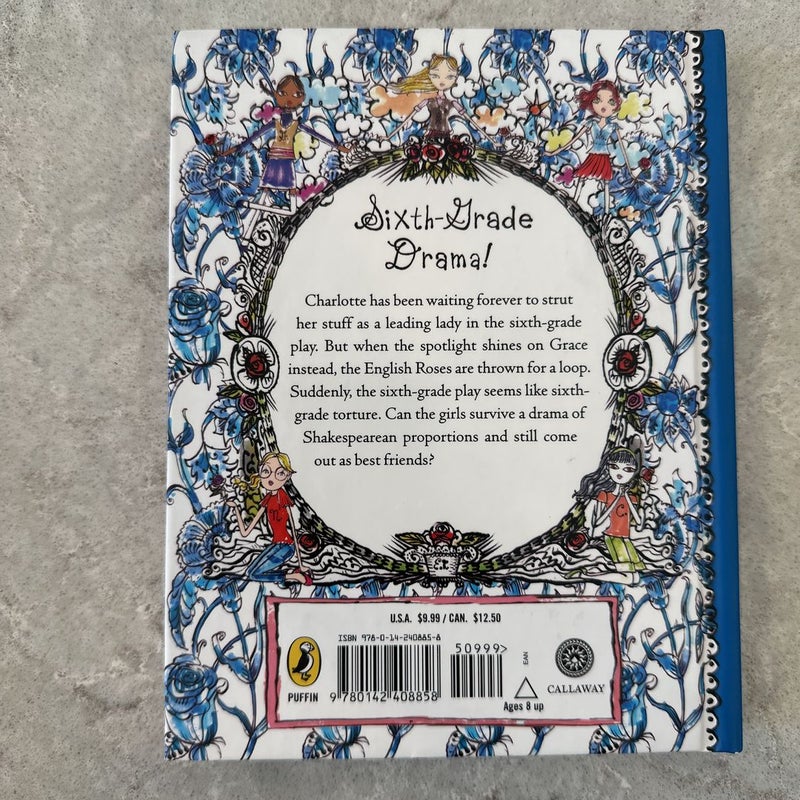 Sixth-Grade
Drama!
Charlotte has been waiting forever to strut
her stuff as a leading lady in the sixth-grade
play. But when the spotlight shines on Grace
instead, the English Roses are thrown for a loop.
Suddenly, the sixth-grade play seems like sixth-
grade torture. Can the girls survive a drama of
Shakespearean proportions and still come
out as best friends?
n
C
E.R.
U.S.A. $9.99 / CAN. $12.50
ISBN 978-0-14-240885-8
50999>
EAN
PUFFIN
9 780142 408858
Ages 8 up
CALLAWAY